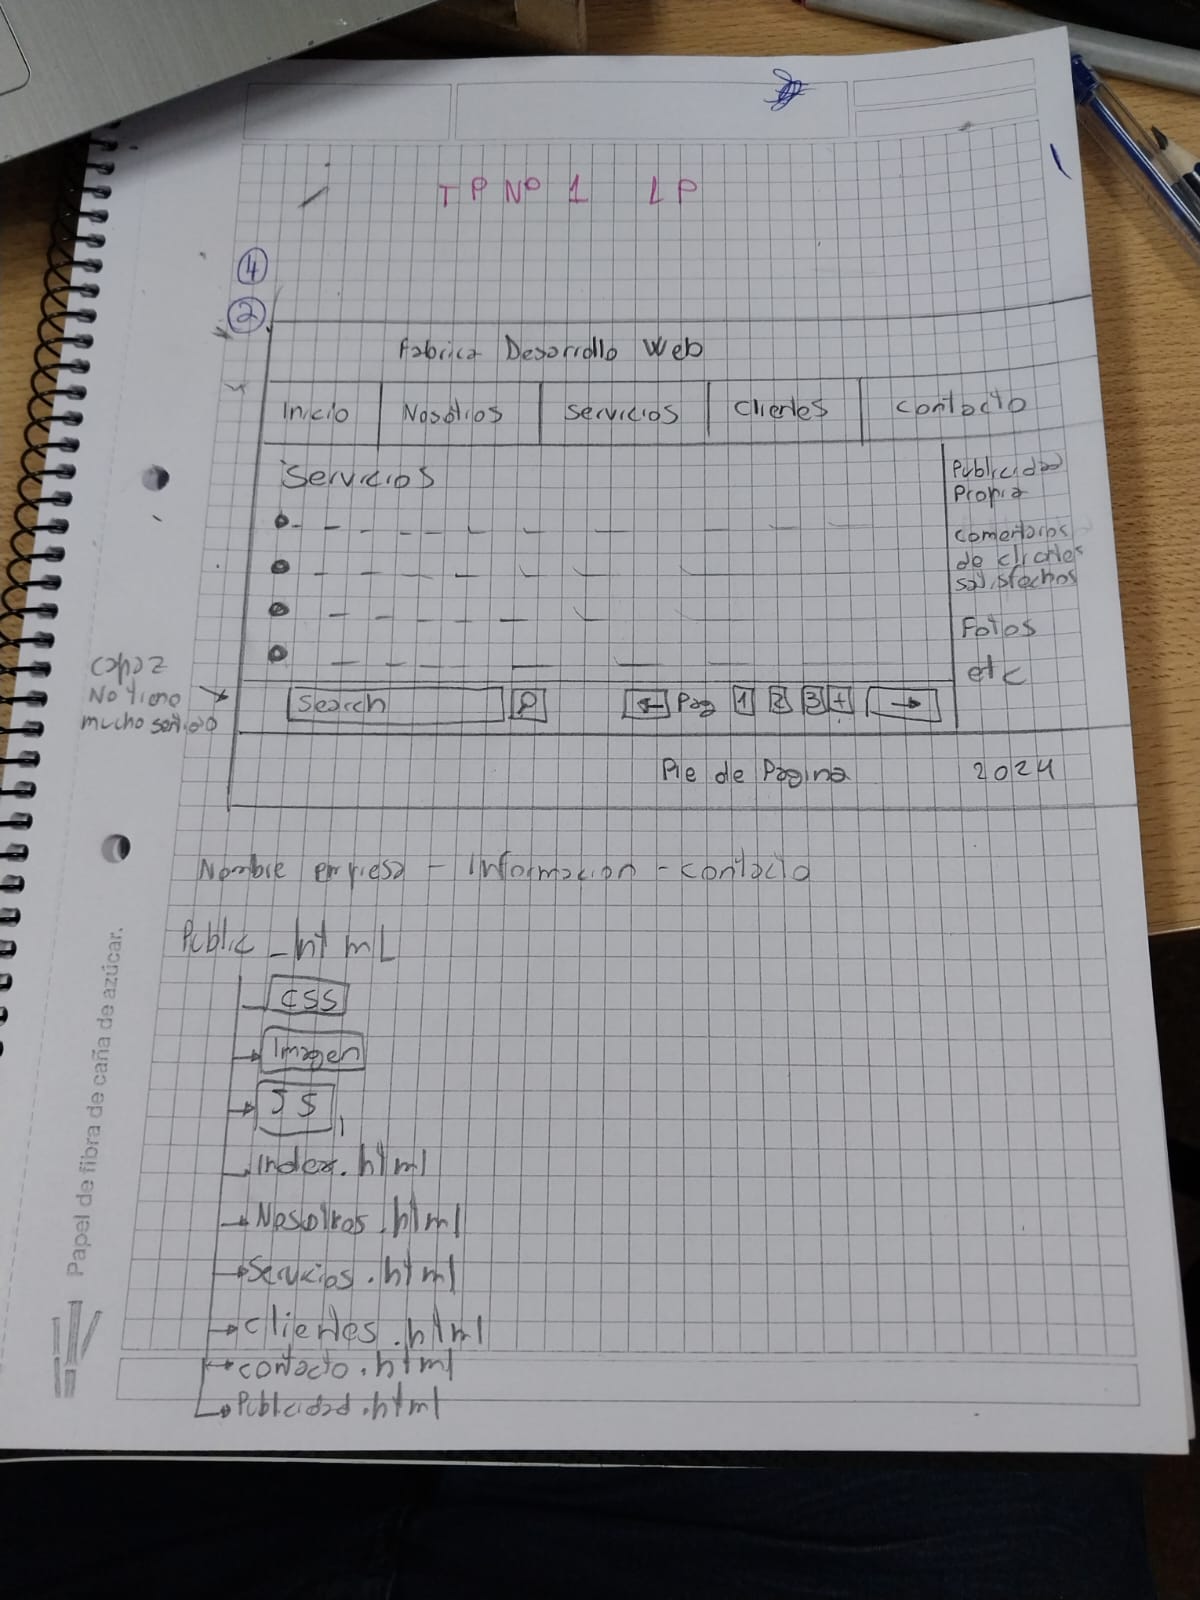 TP Nº 1 LP
4
2
Fabrica Desarrollo Web
Inicio Nosotros Servicios Clientes Contacto
Servicios
Publicidad
Propia
comentarios
de clientes
satisfechos
Fotos
etc
capaz
No tiene
mucho sentido
Search
← Pag 1 2 3 + →
Pie de Pagina 2024
Nombre empresa - Informacion - contacto
Public_html
CSS
Imagen
JS
Index.html
Nosotros.html
Servicios.html
Clientes.html
contacto.html
Publicidad.html
Papel de fibra de caña de azúcar.